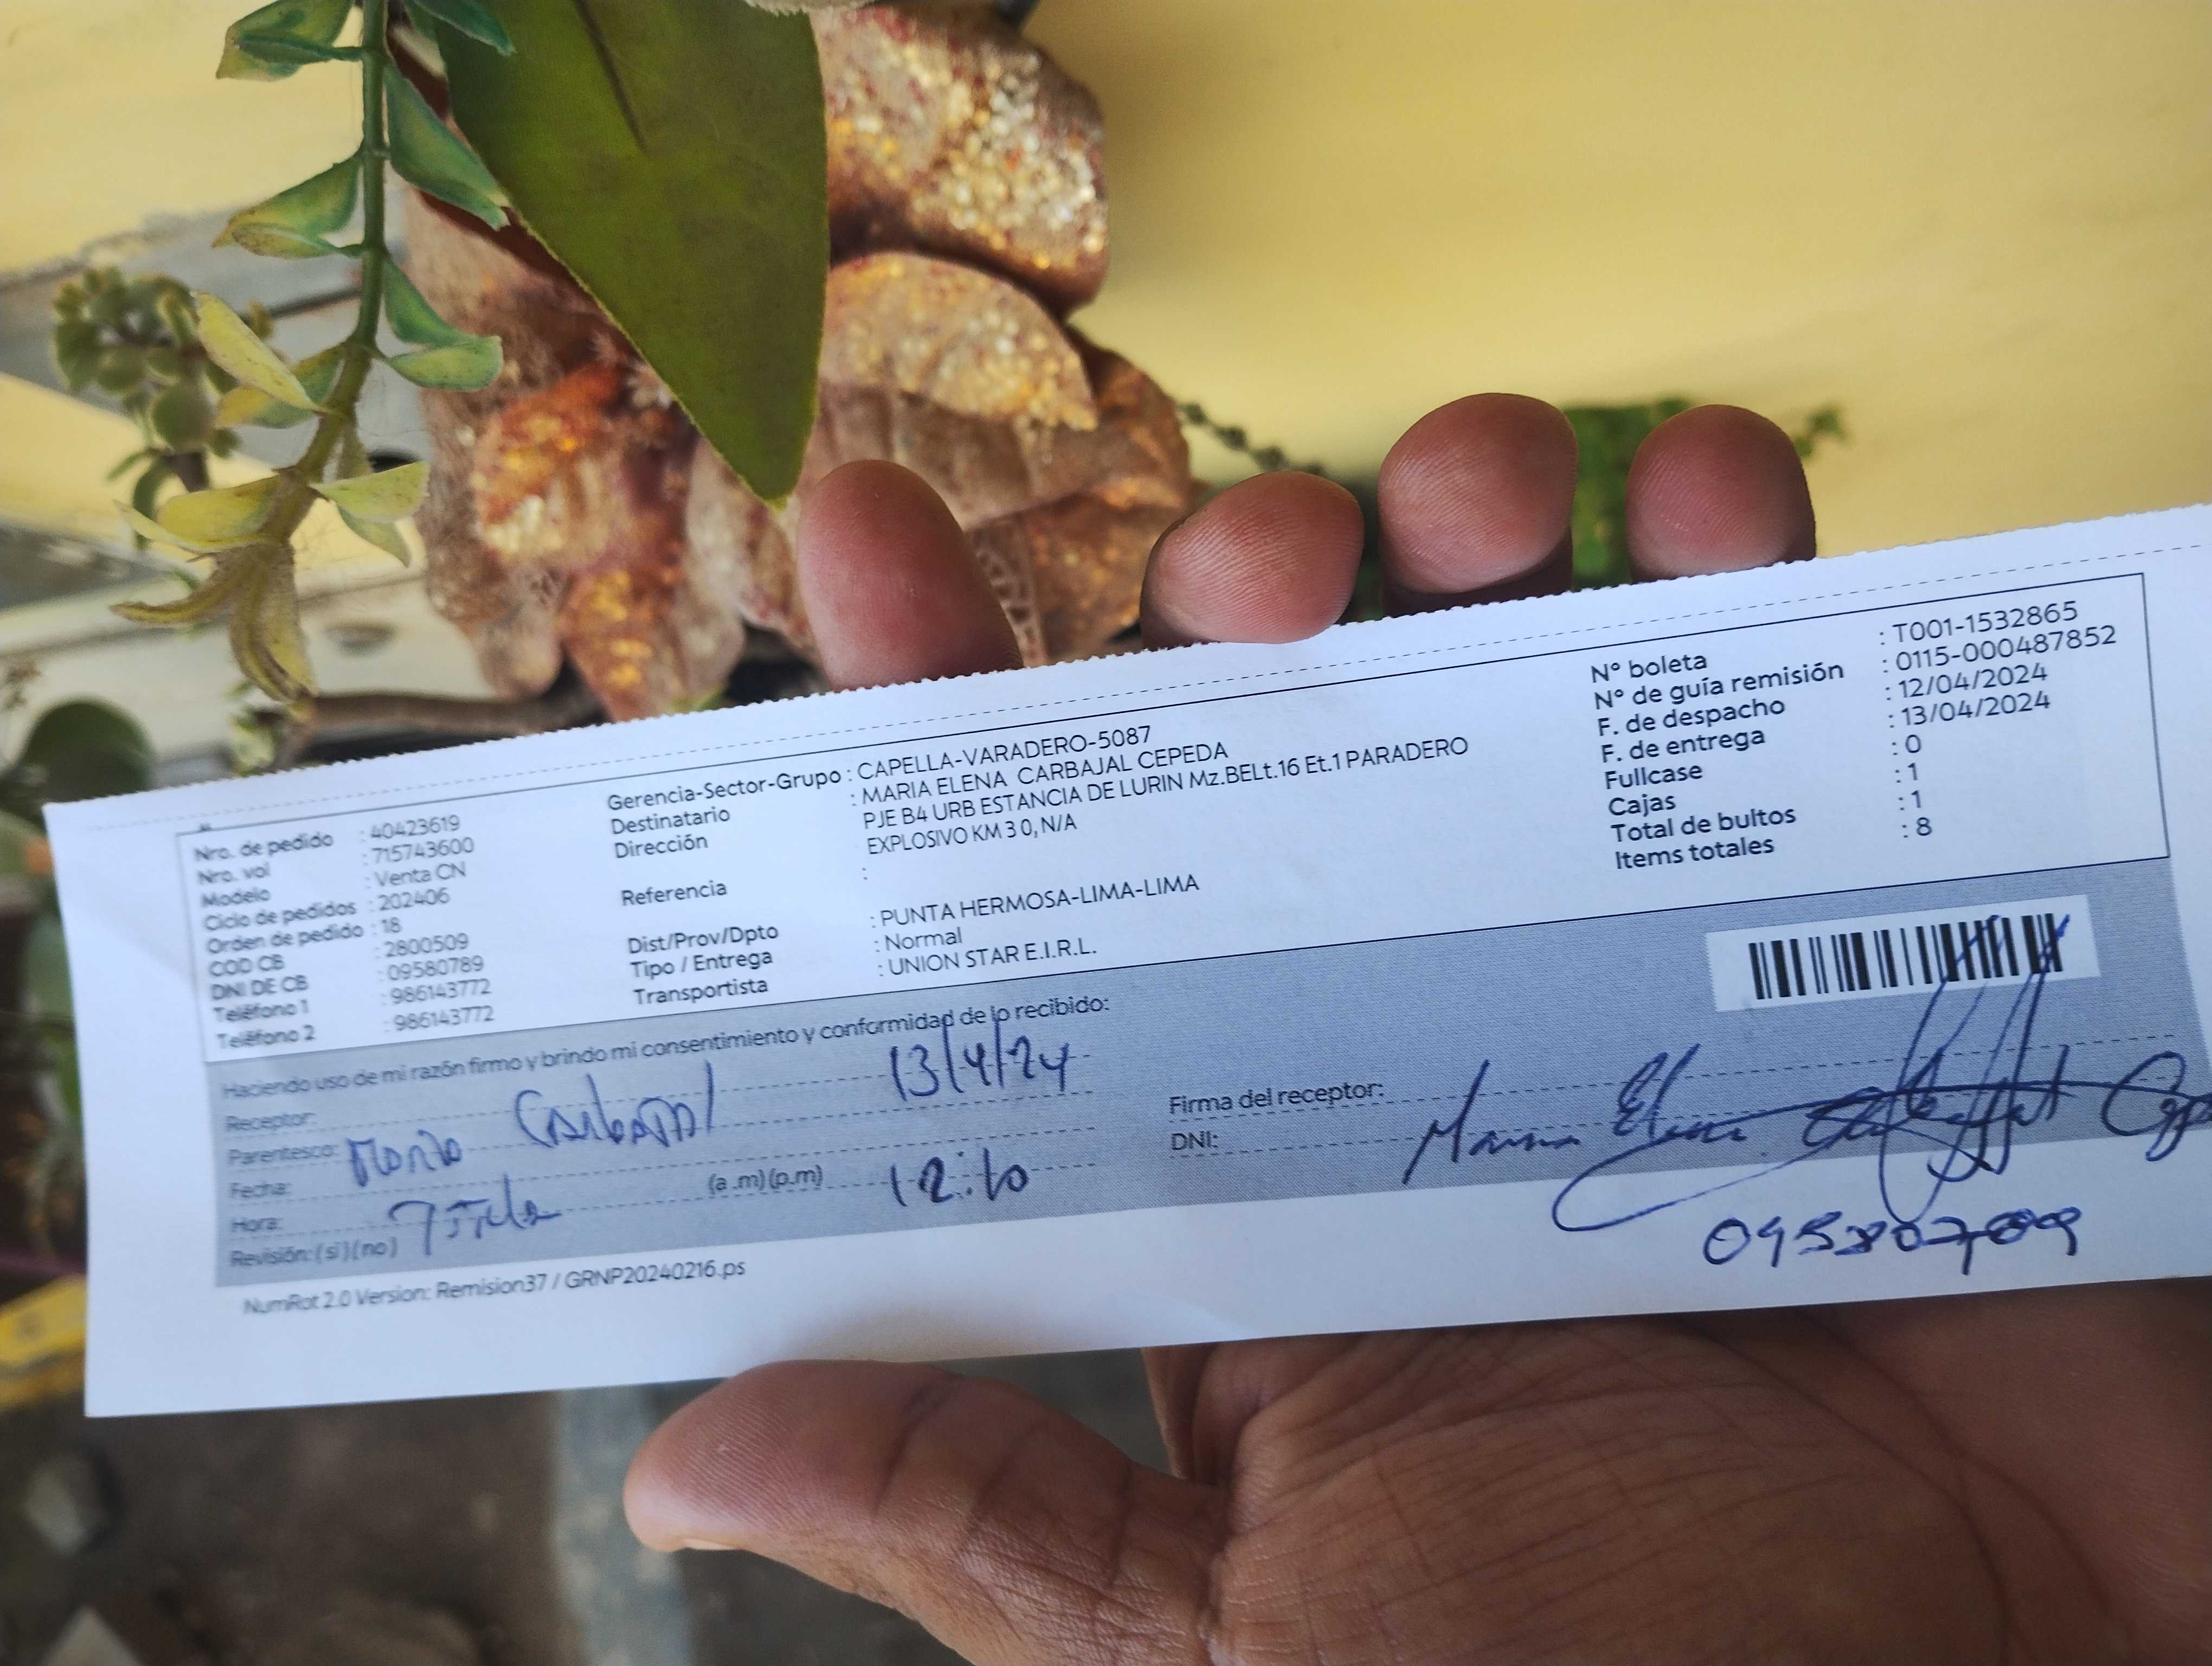 Nro. de pedido : 40423619
Nro. vol : 715743600
Modelo : Venta CN
Ciclo de pedidos : 202406
Orden de pedido : 18
COD CB : 2800509
DNI DE CB : 09580789
Teléfono 1 : 986143772
Teléfono 2 : 986143772
Gerencia-Sector-Grupo : CAPELLA-VARADERO-5087
Destinatario : MARIA ELENA CARBAJAL CEPEDA
Dirección PJE B4 URB ESTANCIA DE LURIN Mz.BELt.16 Et.1 PARADERO
EXPLOSIVO KM 3 0, N/A
Referencia :
Dist/Prov/Dpto : PUNTA HERMOSA-LIMA-LIMA
Tipo / Entrega : Normal
Transportista : UNION STAR E.I.R.L.
N° boleta : T001-1532865
N° de guía remisión : 0115-000487852
F. de despacho : 12/04/2024
F. de entrega : 13/04/2024
Fullcase : 0
Cajas : 1
Total de bultos : 1
Items totales : 8
Haciendo uso de mi razón firmo y brindo mi consentimiento y conformidad de lo recibido:
Receptor:
Parentesco: Carbajal 13/4/24
Fecha:
Hora: (a .m)(p.m) 12:10
Revisión: (si)(no)
Firma del receptor:
DNI: Maria Elena
NumRot 2.0 Version: Remision37 / GRNP20240216.ps